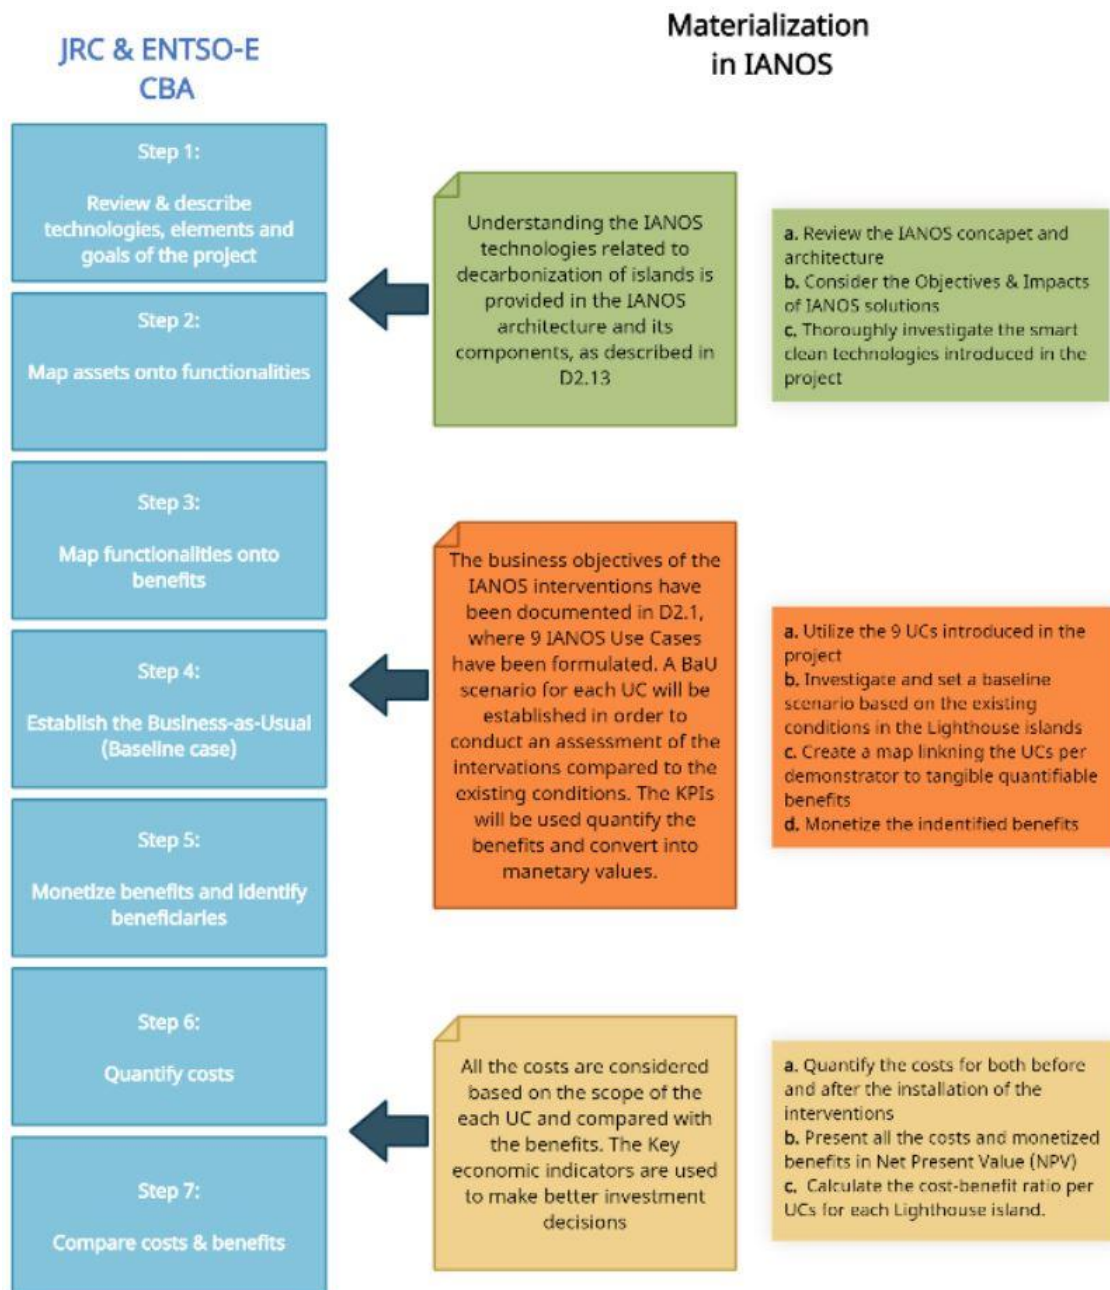 JRC & ENTSO-E
CBA
Materialization
in IANOS
Step 1:
Review & describe
technologies, elements and
goals of the project
Step 2:
Map assets onto functionalities
Understanding the IANOS
technologies related to
decarbonization of islands is
provided in the IANOS
architecture and its
components, as described in
D2.13
a. Review the IANOS concapet and
architecture
b. Consider the Objectives & Impacts
of IANOS solutions
c. Thoroughly investigate the smart
clean technologies introduced in the
project
Step 3:
Map functionalities onto
benefits
Step 4:
Establish the Business-as-Usual
(Baseline case)
Step 5:
Monetize benefits and identify
beneficiaries
The business objectives of the
IANOS interventions have
been documented in D2.1,
where 9 IANOS Use Cases
have been formulated. A BaU
scenario for each UC will be
established in order to
conduct an assessment of the
intervations compared to the
existing conditions. The KPIs
will be used quantify the
benefits and convert into
manetary values.
a. Utilize the 9 UCs introduced in the
project
b. Investigate and set a baseline
scenario based on the existing
conditions in the Lighthouse islands
c. Create a map linkning the UCs per
demonstrator to tangible quantifiable
benefits
d. Monetize the indentified benefits
Step 6:
Quantify costs
Step 7:
Compare costs & benefits
All the costs are considered
based on the scope of the
each UC and compared with
the benefits. The Key
economic indicators are used
to make better investment
decisions
a. Quantify the costs for both before
and after the installation of the
interventions
b. Present all the costs and monetized
benefits in Net Present Value (NPV)
c. Calculate the cost-benefit ratio per
UCs for each Lighthouse island.